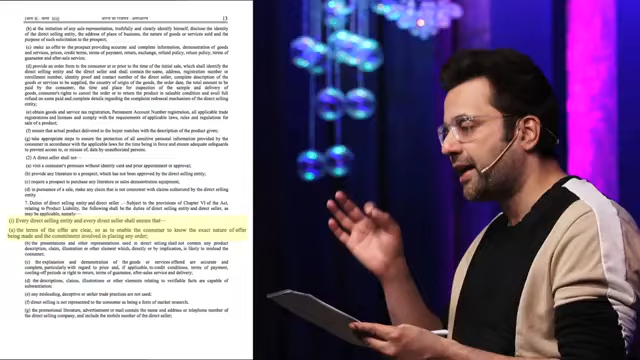 13
(b) at the initiation of any sale representation, truthfully and clearly identify himself, disclose the identity
of the direct selling entity, the address of place of business, the nature of goods or services sold and the
purpose of such solicitation to the prospect;
(c) make an offer to the prospect providing accurate and complete information, demonstration of goods
and services, prices, credit terms, terms of payment, return, exchange, refund policy, return policy, terms of
guarantee and after-sale service;
(d) provide an order form to the consumer at or prior to the time of the initial sale, which shall identify the
direct selling entity and the direct seller and shall contain the name, address, registration number or
enrollment number, identity proof and contact number of the direct seller, complete description of the
goods or services to be supplied, the country of origin of the goods, the order date, the total amount to be
paid by the consumer, the time and place for inspection of the sample and delivery of
goods, consumer's rights to cancel the order or to return the product in saleable condition and avail full
refund on sums paid and complete details regarding the complaint redressal mechanism of the direct selling
entity;
(e) obtain goods and service tax registration, Permanent Account Number registration, all applicable trade
registrations and licenses and comply with the requirements of applicable laws, rules and regulations for
sale of a product;
(f) ensure that actual product delivered to the buyer matches with the description of the product given;
(g) take appropriate steps to ensure the protection of all sensitive personal information provided by the
consumer in accordance with the applicable laws for the time being in force and ensure adequate safeguards
to prevent access to, or misuse of, data by unauthorized persons.
(2) A direct seller shall not—
(a) visit a consumer's premises without identity card and prior appointment or approval;
(b) provide any literature to a prospect, which has not been approved by the direct selling entity;
(c) require a prospect to purchase any literature or sales demonstration equipment;
(d) in pursuance of a sale, make any claim that is not consistent with claims authorized by the direct
selling entity
7. Duties of direct selling entity and direct seller .– Subject to the provisions of Chapter VI of the Act,
relating to Product Liability, the following shall be the duties of direct selling entity and direct seller, as
may be applicable, namely:—
(1) Every direct selling entity and every direct seller shall ensure that—
(a) the terms of the offer are clear, so as to enable the consumer to know the exact nature of offer
being made and the commitment involved in placing any order;
(b) the presentations and other representations used in direct selling shall not contain any product
description, claim, illustration or other element which, directly or by implication, is likely to mislead
the consumer;
(c) the explanation and demonstration of the goods or services offered are accurate and
complete, particularly with regard to price and, if applicable, to credit conditions, terms of payment,
cooling-off periods or right to return, terms of guarantee, after-sales service and delivery;
(d) the descriptions, claims, illustrations or other elements relating to verifiable facts are capable of
substantiation;
(e) any misleading, deceptive or unfair trade practices are not used;
(f) direct selling is not represented to the consumer as being a form of market research.
(g) the promotional literature, advertisement or mail contain the name and address or telephone number of
the direct selling company, and include the mobile number of the direct seller;